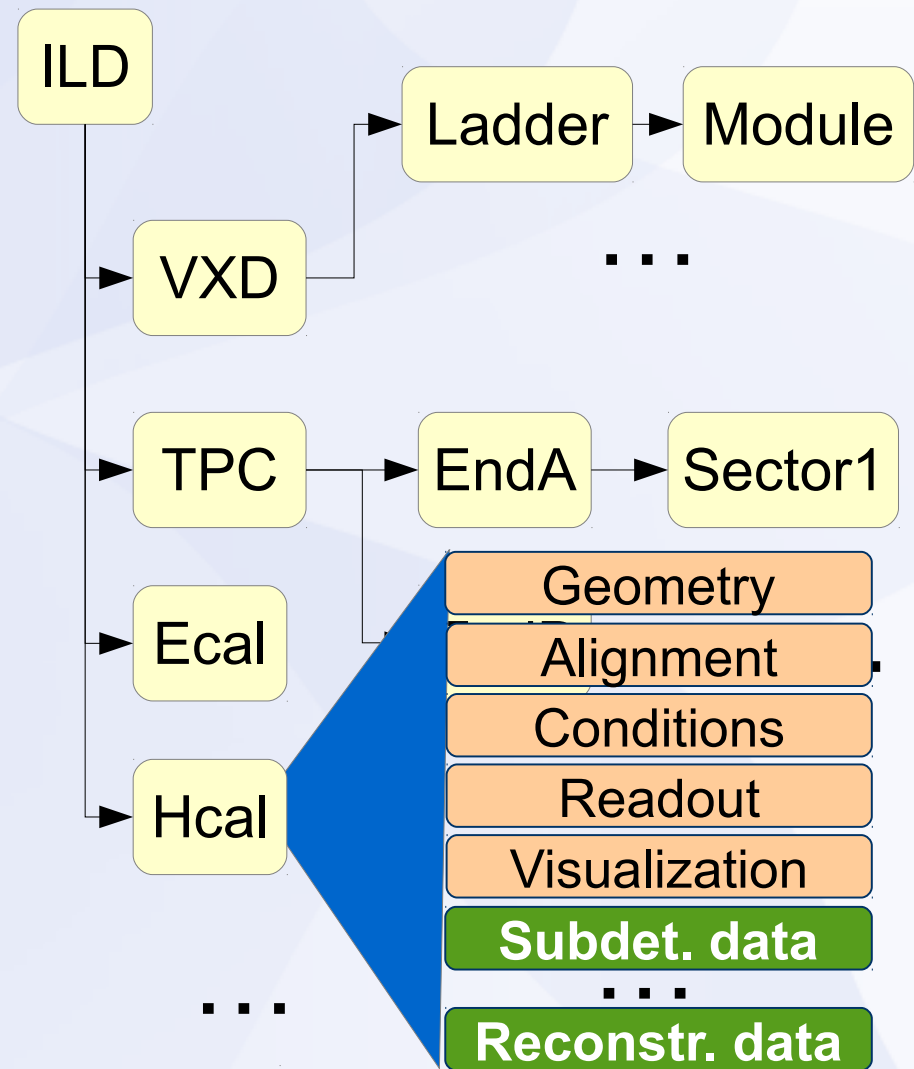 ILD
Ladder
Module
VXD
...
TPC
EndA
Sector1
Ecal
Hcal
Geometry
Alignment
Conditions
Readout
Visualization
Subdet. data
...
...
Reconstr. data